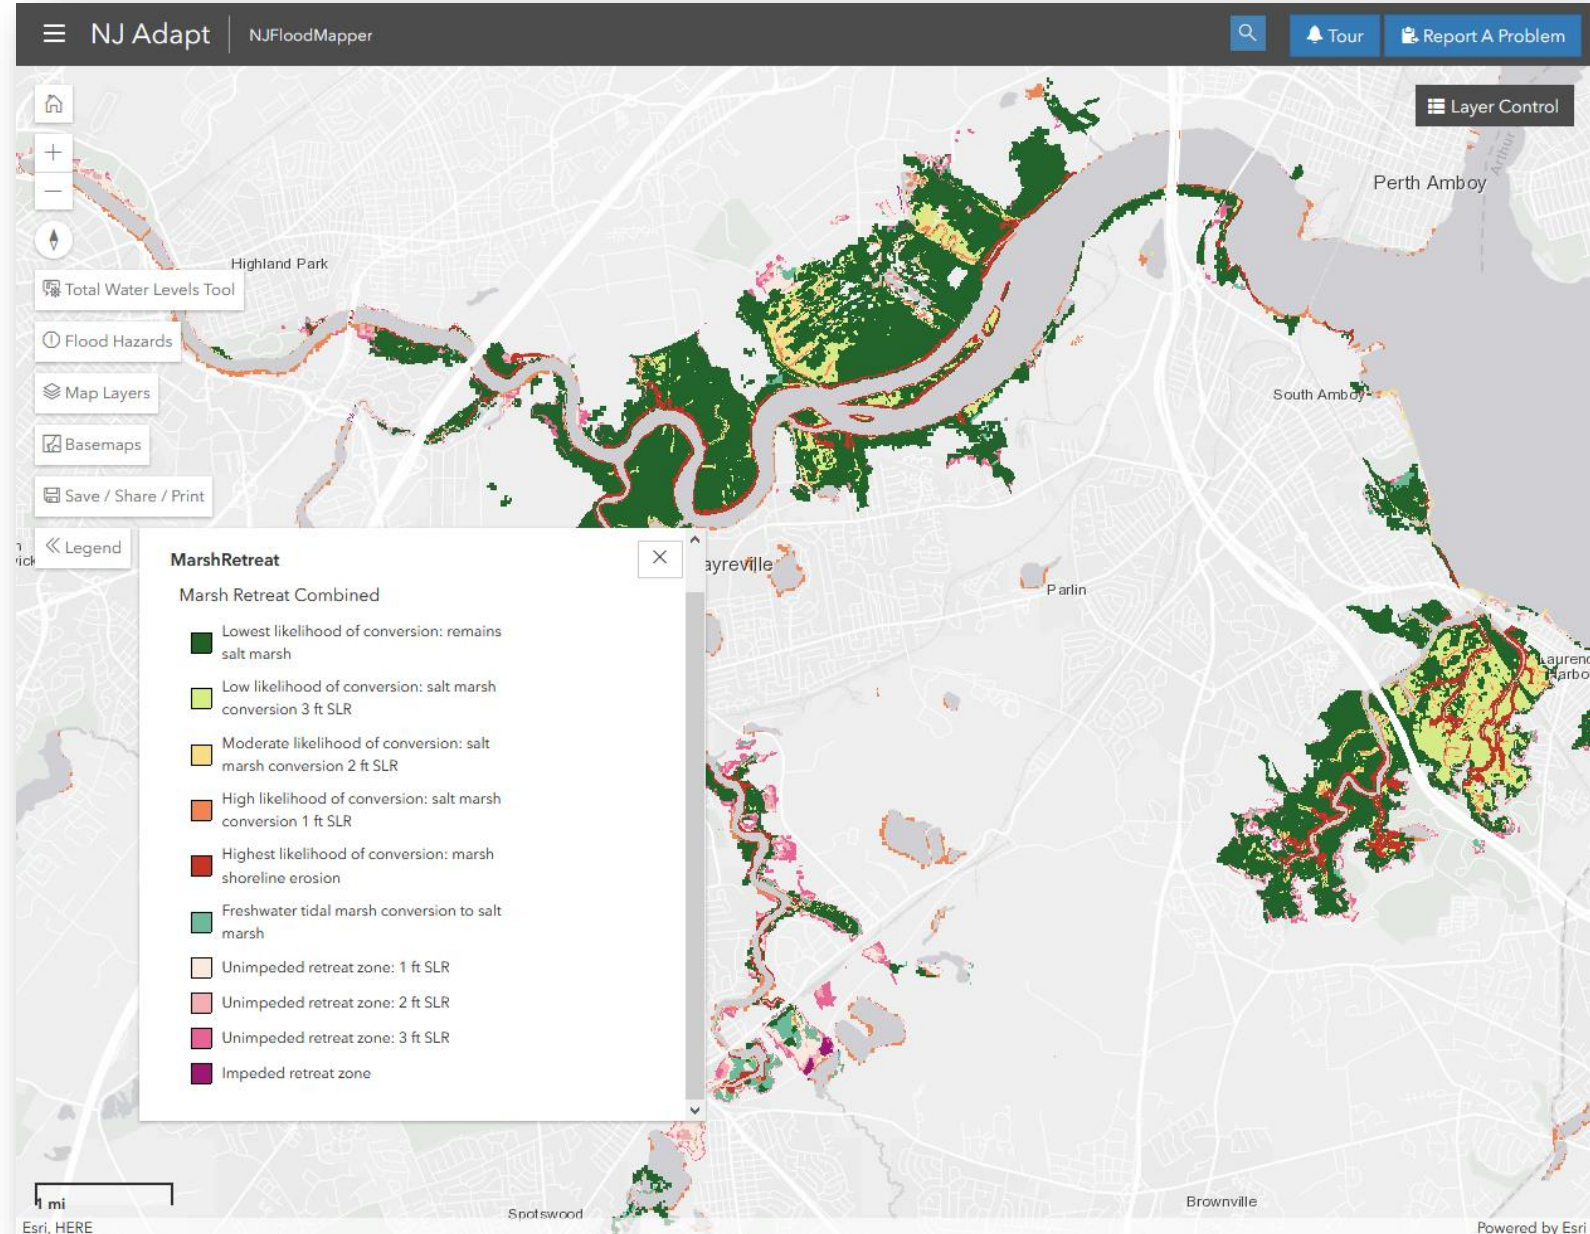 NJ Adapt
NJFloodMapper
Tour
Report A Problem
Layer Control
Arthur
Perth Amboy
Highland Park
Total Water Levels Tool
Flood Hazards
Map Layers
South Amboy
Basemaps
Save / Share / Print
Legend
ick
MarshRetreat
ayreville
Marsh Retreat Combined
Parlin
Lowest likelihood of conversion: remains
salt marsh
Low likelihood of conversion: salt marsh
conversion 3 ft SLR
Laurenc
Harbo
Moderate likelihood of conversion: salt
marsh conversion 2 ft SLR
High likelihood of conversion: salt marsh
conversion 1 ft SLR
Highest likelihood of conversion: marsh
shoreline erosion
Freshwater tidal marsh conversion to salt
marsh
Unimpeded retreat zone: 1 ft SLR
Unimpeded retreat zone: 2 ft SLR
Unimpeded retreat zone: 3 ft SLR
Impeded retreat zone
1 mi
Brownville
Spotswood
Esri, HERE
Powered by Esri